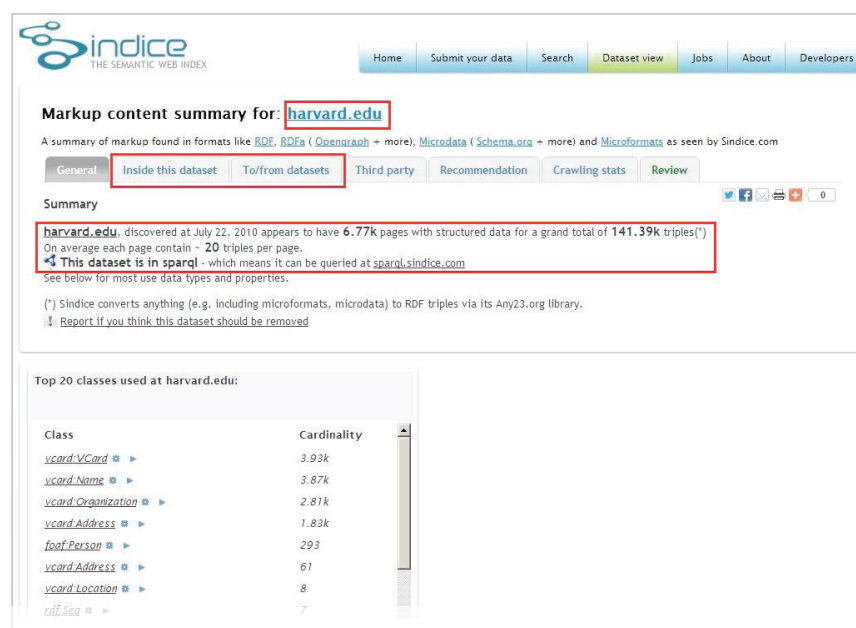 Sindice
THE SEMANTIC WEB INDEX
Home Submit your data Search Dataset view Jobs About Developers
Markup content summary for: harvard.edu
A summary of markup found in formats like RDF, RDFa ( Opengraph + more), Microdata ( Schema.org + more) and Microformats as seen by Sindice.com
General Inside this dataset To/from datasets Third party Recommendation Crawling stats Review
0
Summary
harvard.edu, discovered at July 22, 2010 appears to have 6.77k pages with structured data for a grand total of 141.39k triples(*)
On average each page contain ~ 20 triples per page.
This dataset is in sparql - which means it can be queried at sparql.sindice.com
See below for most use data types and properties.
(*) Sindice converts anything (e.g. including microformats, microdata) to RDF triples via its Any23.org library.
! Report if you think this dataset should be removed
Top 20 classes used at harvard.edu:
Class Cardinality
vcard:VCard 3.93k
vcard:Name 3.87k
vcard:Organization 2.81k
vcard:Address 1.83k
foaf:Person 293
vcard:Address 61
vcard:Location 8
rdf:Seq 7